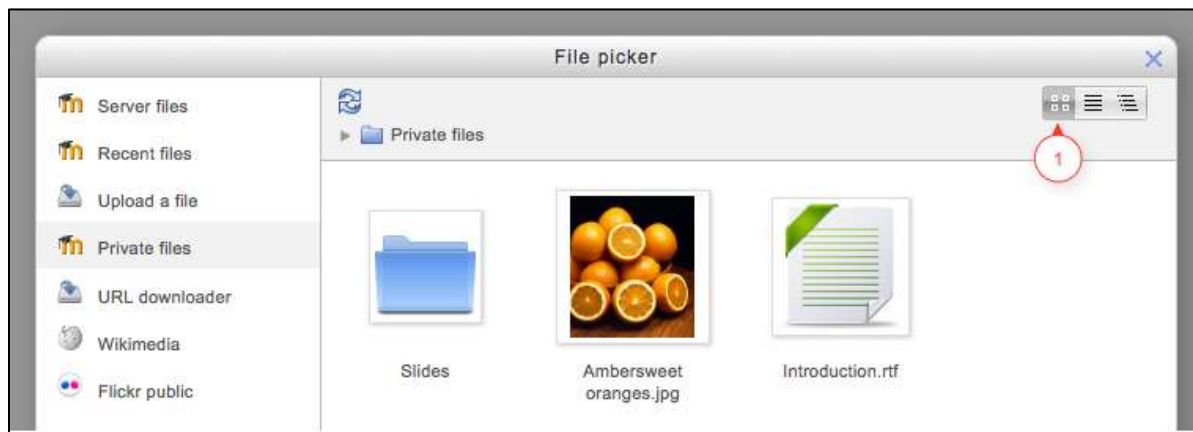 File picker
Server files
Recent files
Upload a file
Private files
URL downloader
Wikimedia
Flickr public
Private files
1
Slides
Ambersweet
oranges.jpg
Introduction.rtf